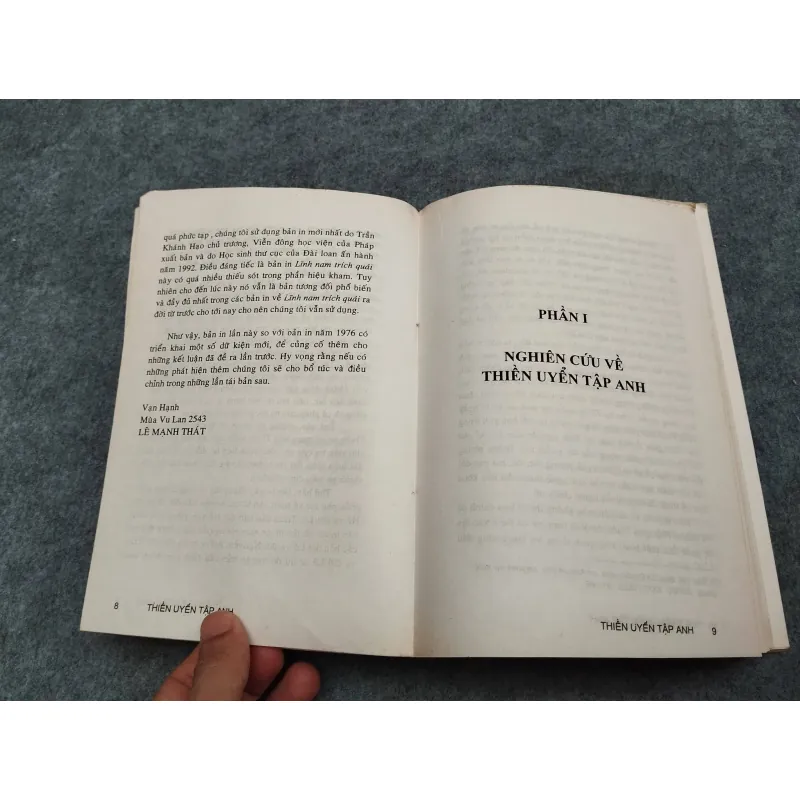 quá phức tạp , chúng tôi sử dụng bản in mới nhất do Trần
Khánh Hạo chủ trương, Viễn đông học viện của Pháp
xuất bản và do Học sinh thư cục của Đài loan ấn hành
năm 1992. Điều đáng tiếc là bản in Lĩnh nam trích quái
này có quá nhiều thiếu sót trong phần hiệu kham. Tuy
nhiên cho đến lúc này nó vẫn là bản tương đối phổ biến
và đầy đủ nhất trong các bản in về Lĩnh nam trích quái ra
đời từ trước cho tới nay cho nên chúng tôi vẫn sử dụng.
Như vậy, bản in lần này so với bản in năm 1976 có
triển khai một số dữ kiện mới, để củng cố thêm cho
những kết luận đã đề ra lần trước. Hy vọng rằng nếu có
những phát hiện thêm chúng tôi sẽ cho bổ túc và điều
chỉnh trong những lần tái bản sau.
Vạn Hạnh
Mùa Vu Lan 2543
LÊ MẠNH THÁT
8 THIỀN UYỂN TẬP ANH
PHẦN I
NGHIÊN CỨU VỀ
THIỀN UYỂN TẬP ANH
THIỀN UYỂN TẬP ANH 9